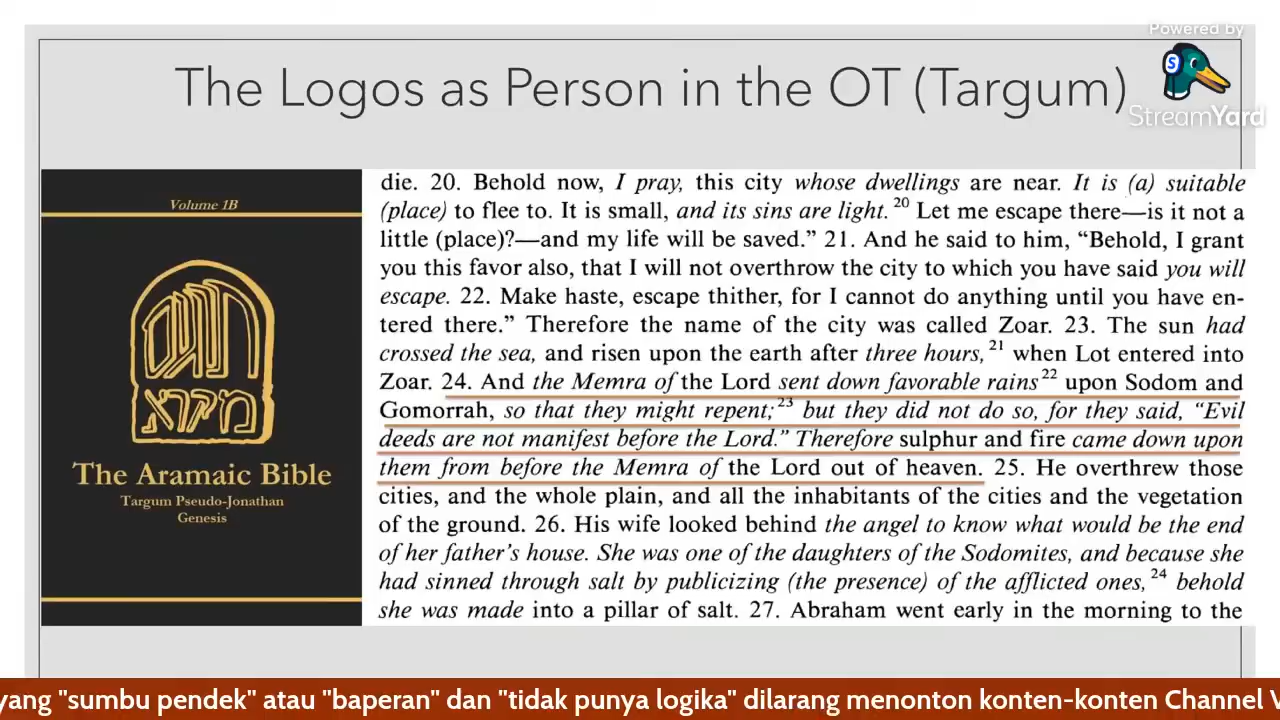 Powered by
StreamYard
The Logos as Person in the OT (Targum)
Volume 1B
תרגום
מקרא
The Aramaic Bible
Targum Pseudo-Jonathan
Genesis
die. 20. Behold now, I pray, this city whose dwellings are near. It is (a) suitable
(place) to flee to. It is small, and its sins are light.20 Let me escape there—is it not a
little (place)?—and my life will be saved.” 21. And he said to him, “Behold, I grant
you this favor also, that I will not overthrow the city to which you have said you will
escape. 22. Make haste, escape thither, for I cannot do anything until you have en-
tered there.” Therefore the name of the city was called Zoar. 23. The sun had
crossed the sea, and risen upon the earth after three hours,21 when Lot entered into
Zoar. 24. And the Memra of the Lord sent down favorable rains22 upon Sodom and
Gomorrah, so that they might repent;23 but they did not do so, for they said, “Evil
deeds are not manifest before the Lord.” Therefore sulphur and fire came down upon
them from before the Memra of the Lord out of heaven. 25. He overthrew those
cities, and the whole plain, and all the inhabitants of the cities and the vegetation
of the ground. 26. His wife looked behind the angel to know what would be the end
of her father’s house. She was one of the daughters of the Sodomites, and because she
had sinned through salt by publicizing (the presence) of the afflicted ones,24 behold
she was made into a pillar of salt. 27. Abraham went early in the morning to the
yang "sumbu pendek" atau "baperan" dan "tidak punya logika" dilarang menonton konten-konten Channel